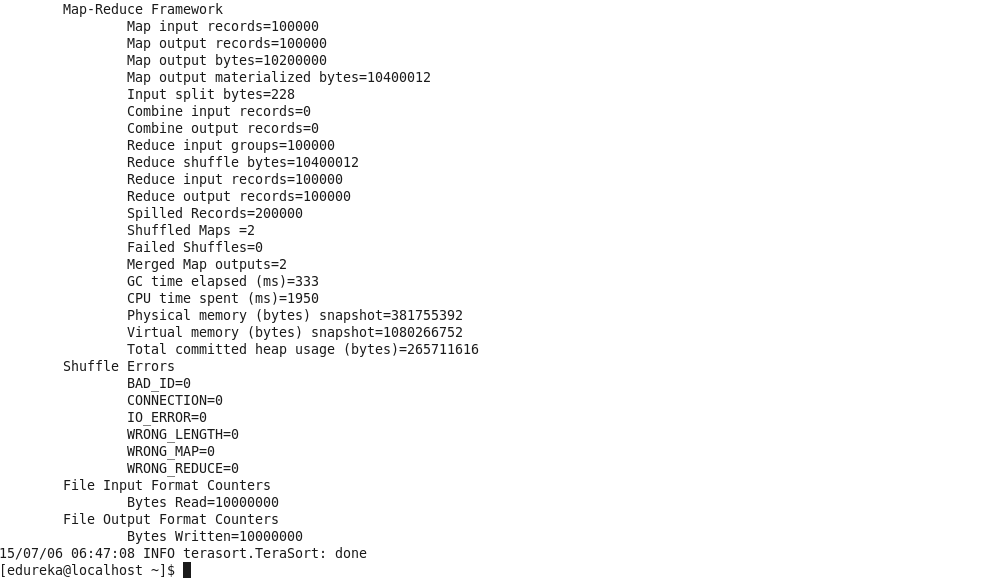 Map-Reduce Framework
Map input records=100000
Map output records=100000
Map output bytes=10200000
Map output materialized bytes=10400012
Input split bytes=228
Combine input records=0
Combine output records=0
Reduce input groups=100000
Reduce shuffle bytes=10400012
Reduce input records=100000
Reduce output records=100000
Spilled Records=200000
Shuffled Maps =2
Failed Shuffles=0
Merged Map outputs=2
GC time elapsed (ms)=333
CPU time spent (ms)=1950
Physical memory (bytes) snapshot=381755392
Virtual memory (bytes) snapshot=1080266752
Total committed heap usage (bytes)=265711616
Shuffle Errors
BAD_ID=0
CONNECTION=0
IO_ERROR=0
WRONG_LENGTH=0
WRONG_MAP=0
WRONG_REDUCE=0
File Input Format Counters
Bytes Read=10000000
File Output Format Counters
Bytes Written=10000000
15/07/06 06:47:08 INFO terasort.TeraSort: done
[edureka@localhost ~]$